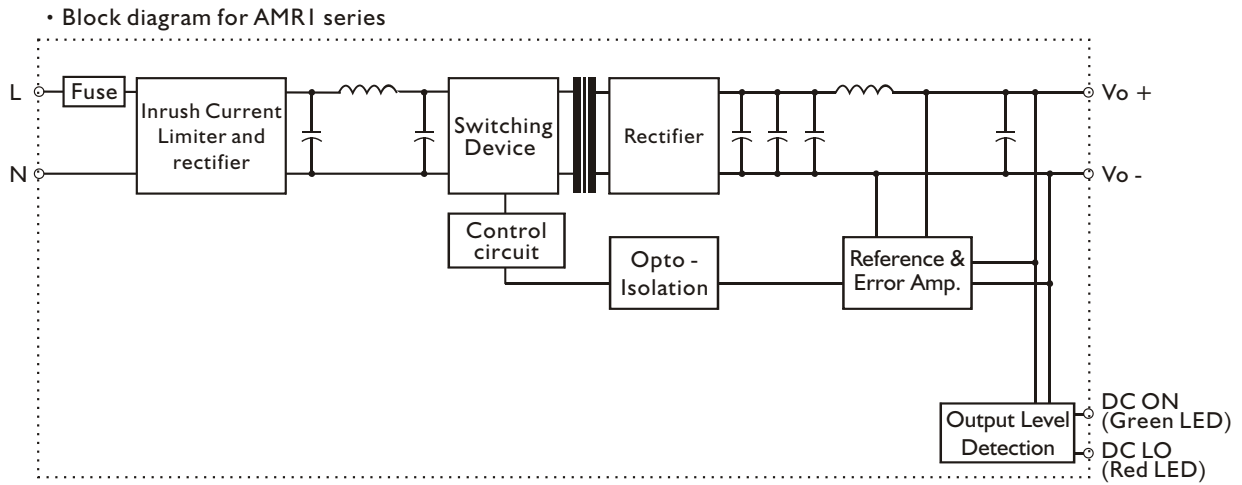 • Block diagram for AMR1 series
L
Fuse
Inrush Current
Limiter and
rectifier
Switching
Device
Rectifier
Vo +
N
Vo -
Control
circuit
Opto -
Isolation
Reference &
Error Amp.
Output Level
Detection
DC ON
(Green LED)
DC LO
(Red LED)